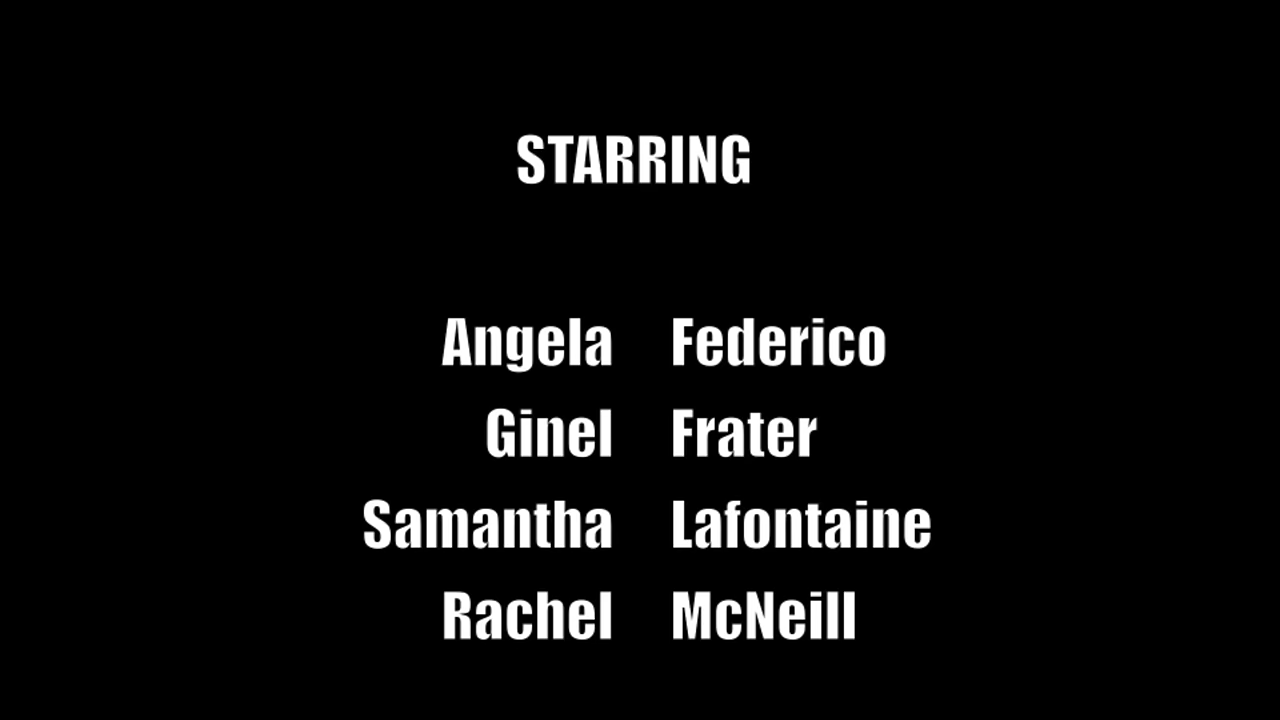 STARRING
Angela Federico
Ginel Frater
Samantha Lafontaine
Rachel McNeill